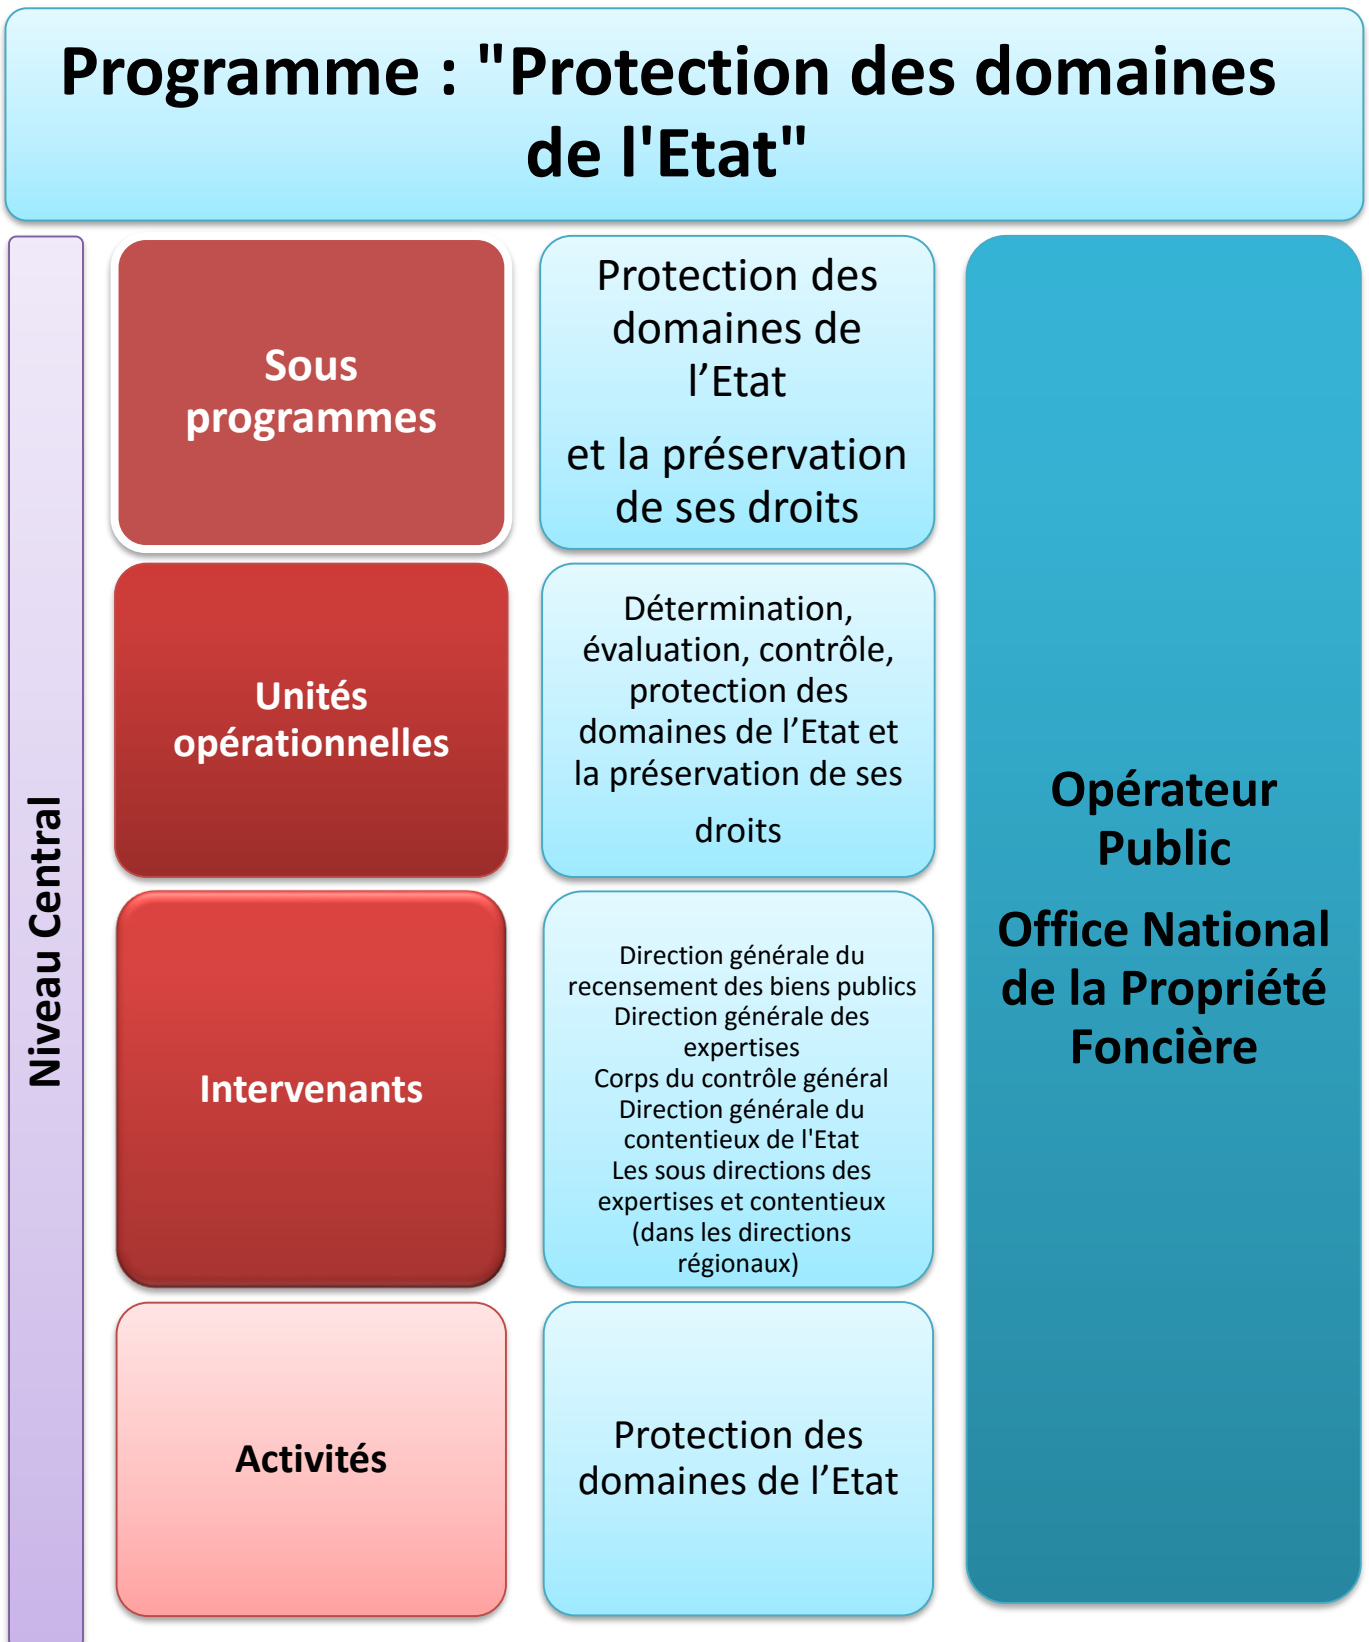 Programme : "Protection des domaines
de l'Etat"
Niveau Central
Sous
programmes
Protection des
domaines de
l’Etat
et la préservation
de ses droits
Unités
opérationnelles
Détermination,
évaluation, contrôle,
protection des
domaines de l’Etat et
la préservation de ses
droits
Intervenants
Direction générale du
recensement des biens publics
Direction générale des
expertises
Corps du contrôle général
Direction générale du
contentieux de l'Etat
Les sous directions des
expertises et contentieux
(dans les directions
régionaux)
Activités
Protection des
domaines de l’Etat
Opérateur
Public
Office National
de la Propriété
Foncière